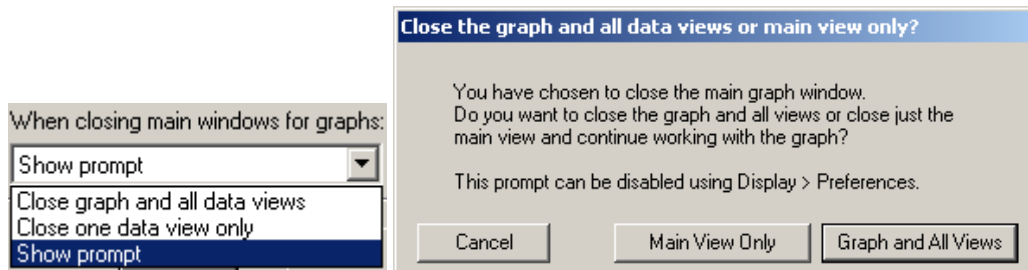 When closing main windows for graphs:
Show prompt
Close graph and all data views
Close one data view only
Show prompt
Close the graph and all data views or main view only?
You have chosen to close the main graph window.
Do you want to close the graph and all views or close just the
main view and continue working with the graph?
This prompt can be disabled using Display > Preferences.
Cancel
Main View Only
Graph and All Views